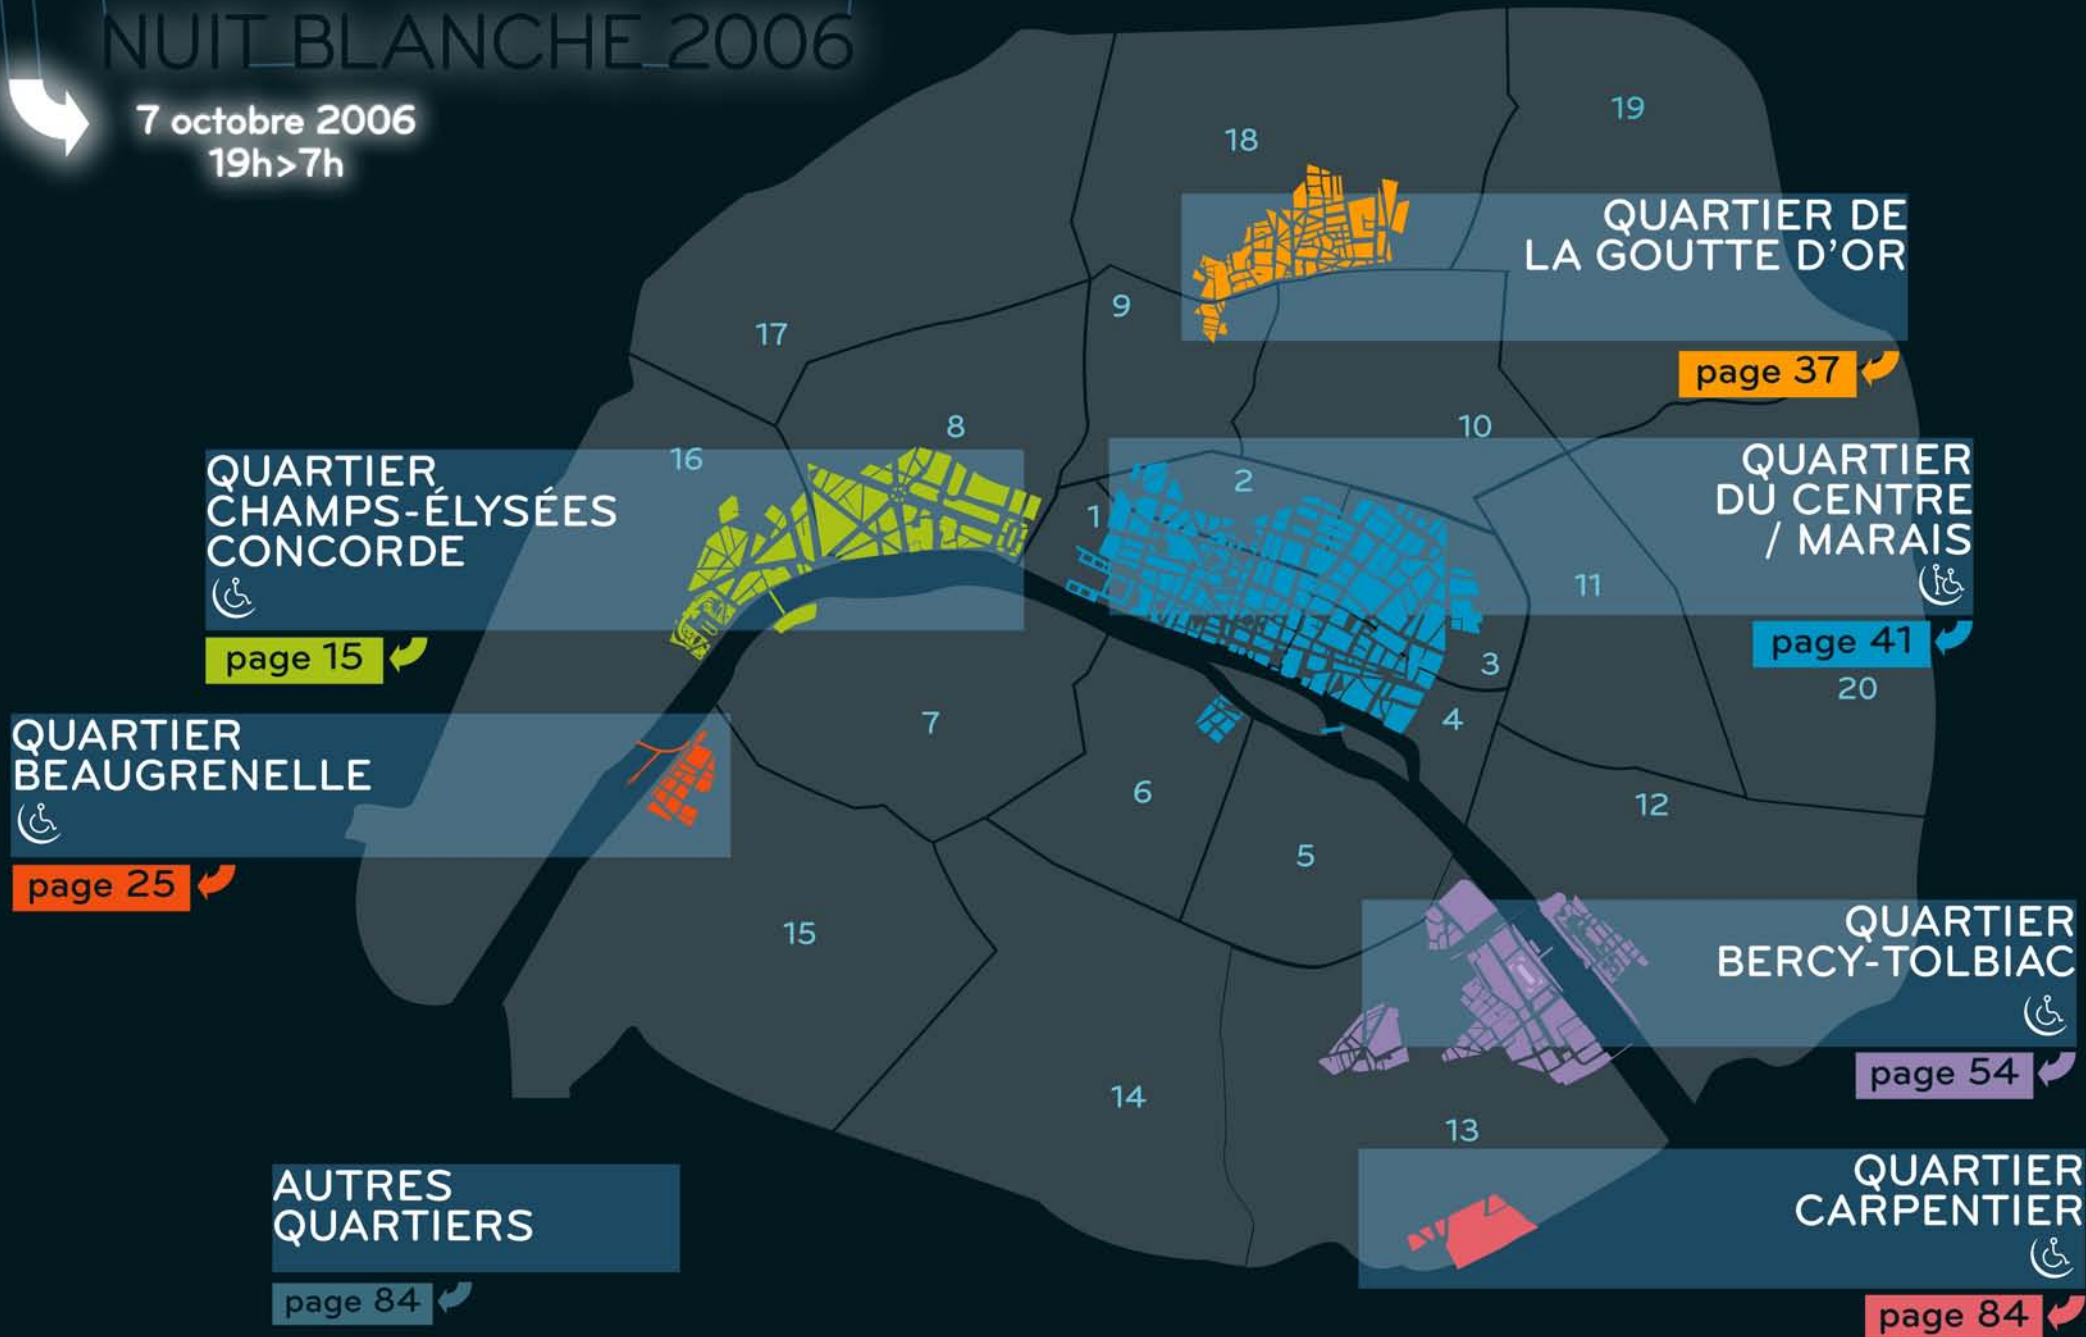 NUIT BLANCHE 2006
7 octobre 2006
19h>7h
18
19
QUARTIER DE
LA GOUTTE D'OR
page 37
9
17
8
10
16
QUARTIER
CHAMPS-ÉLYSÉES
CONCORDE
page 15
2
1
QUARTIER
DU CENTRE
/ MARAIS
page 41
11
3
20
4
7
QUARTIER
BEAUGRENELLE
page 25
6
12
5
15
QUARTIER
BERCY-TOLBIAC
page 54
14
13
AUTRES
QUARTIERS
page 84
QUARTIER
CARPENTIER
page 84